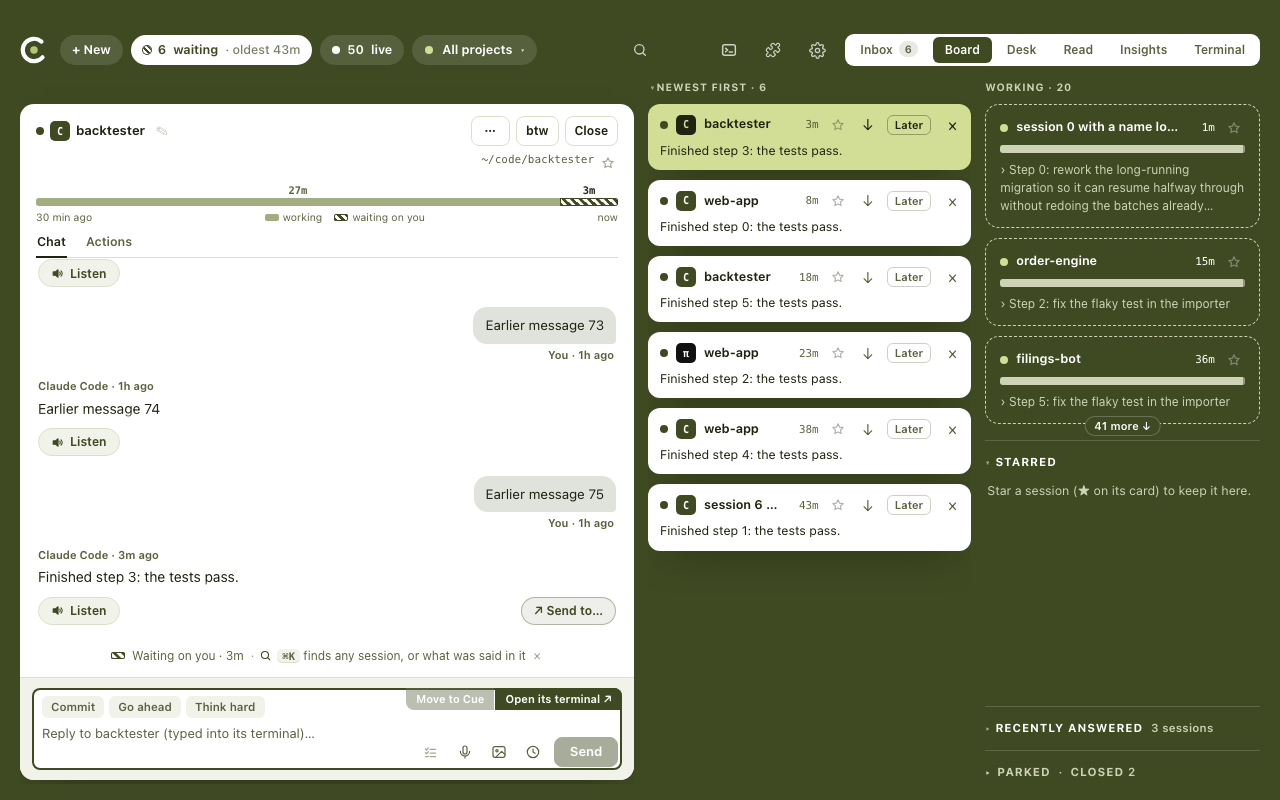 + New
6 waiting · oldest 43m
50 live
All projects
Inbox 6
Board
Desk
Read
Insights
Terminal
C backtester
···
btw
Close
~/code/backtester
27m
3m
30 min ago
working
waiting on you
now
Chat
Actions
Listen
Earlier message 73
You · 1h ago
Claude Code · 1h ago
Earlier message 74
Listen
Earlier message 75
You · 1h ago
Claude Code · 3m ago
Finished step 3: the tests pass.
Listen
↗ Send to...
Waiting on you · 3m · ⌘K finds any session, or what was said in it ×
Commit
Go ahead
Think hard
Move to Cue
Open its terminal ↗
Reply to backtester (typed into its terminal)...
Send
NEWEST FIRST · 6
C backtester 3m ↓ Later ×
Finished step 3: the tests pass.
C web-app 8m ↓ Later ×
Finished step 0: the tests pass.
C backtester 18m ↓ Later ×
Finished step 5: the tests pass.
π web-app 23m ↓ Later ×
Finished step 2: the tests pass.
C web-app 38m ↓ Later ×
Finished step 4: the tests pass.
C session 6 ... 43m ↓ Later ×
Finished step 1: the tests pass.
WORKING · 20
session 0 with a name lo... 1m
› Step 0: rework the long-running
migration so it can resume halfway through
without redoing the batches already...
order-engine 15m
› Step 2: fix the flaky test in the importer
filings-bot 36m
› Step 5: fix the flaky test in the importer
41 more ↓
STARRED
Star a session (★ on its card) to keep it here.
RECENTLY ANSWERED 3 sessions
PARKED · CLOSED 2